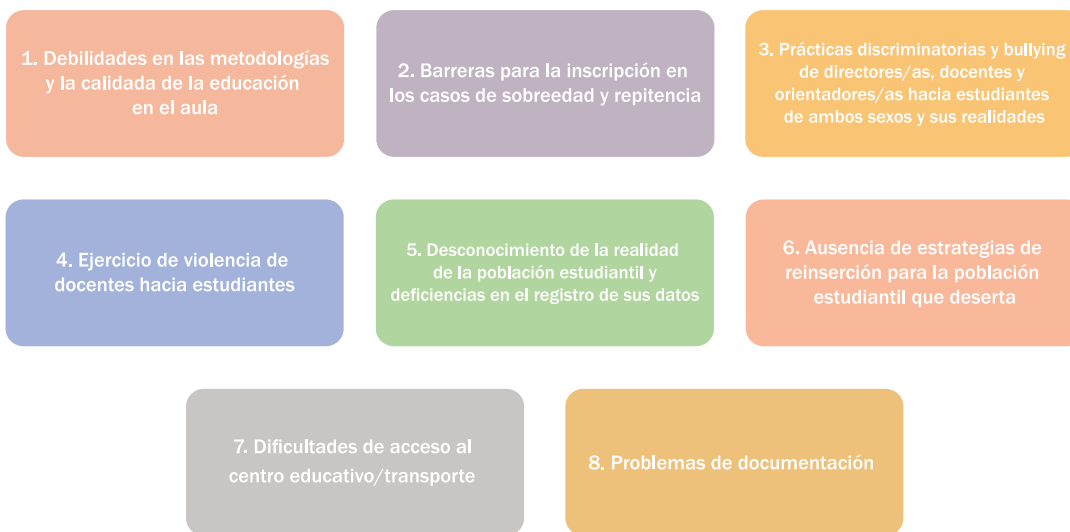 1. Debilidades en las metodologías
y la calidada de la educación
en el aula
2. Barreras para la inscripción en
los casos de sobreedad y repitencia
3. Prácticas discriminatorias y bullying
de directores/as, docentes y
orientadores/as hacia estudiantes
de ambos sexos y sus realidades
4. Ejercicio de violencia de
docentes hacia estudiantes
5. Desconocimiento de la realidad
de la población estudiantil y
deficiencias en el registro de sus datos
6. Ausencia de estrategias de
reinserción para la población
estudiantil que deserta
7. Dificultades de acceso al
centro educativo/transporte
8. Problemas de documentación